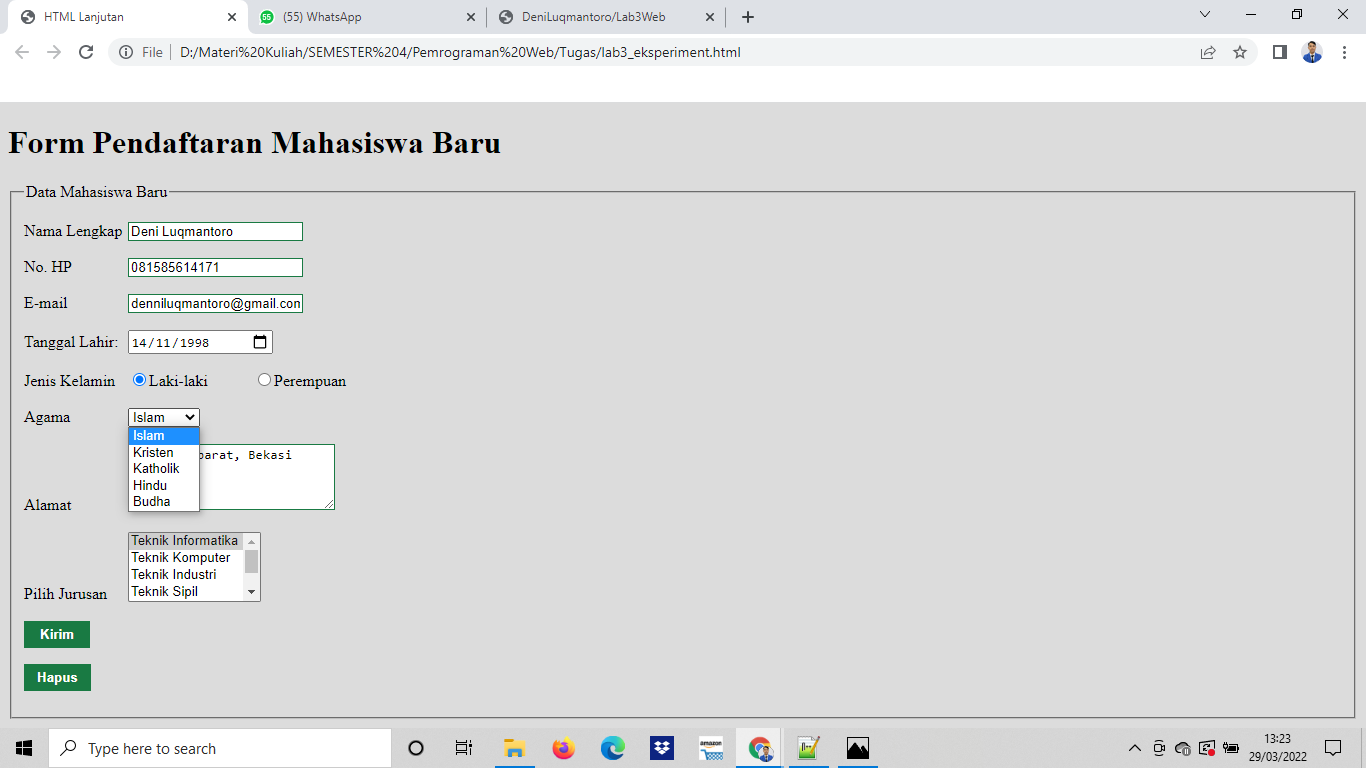 HTML Lanjutan
(55) WhatsApp
DeniLuqmantoro/Lab3Web
File
D:/Materi%20Kuliah/SEMESTER%204/Pemrograman%20Web/Tugas/lab3_eksperiment.html
Form Pendaftaran Mahasiswa Baru
Data Mahasiswa Baru
Nama Lengkap Deni Luqmantoro
No. HP 081585614171
E-mail denniluqmantoro@gmail.con
Tanggal Lahir: 14/11/1998
Jenis Kelamin Laki-laki Perempuan
Agama Islam
Islam
Kristen
Katholik
Hindu
Budha
barat, Bekasi
Alamat
Teknik Informatika
Teknik Komputer
Teknik Industri
Teknik Sipil
Pilih Jurusan
Kirim
Hapus
Type here to search
amazon
13:23
29/03/2022